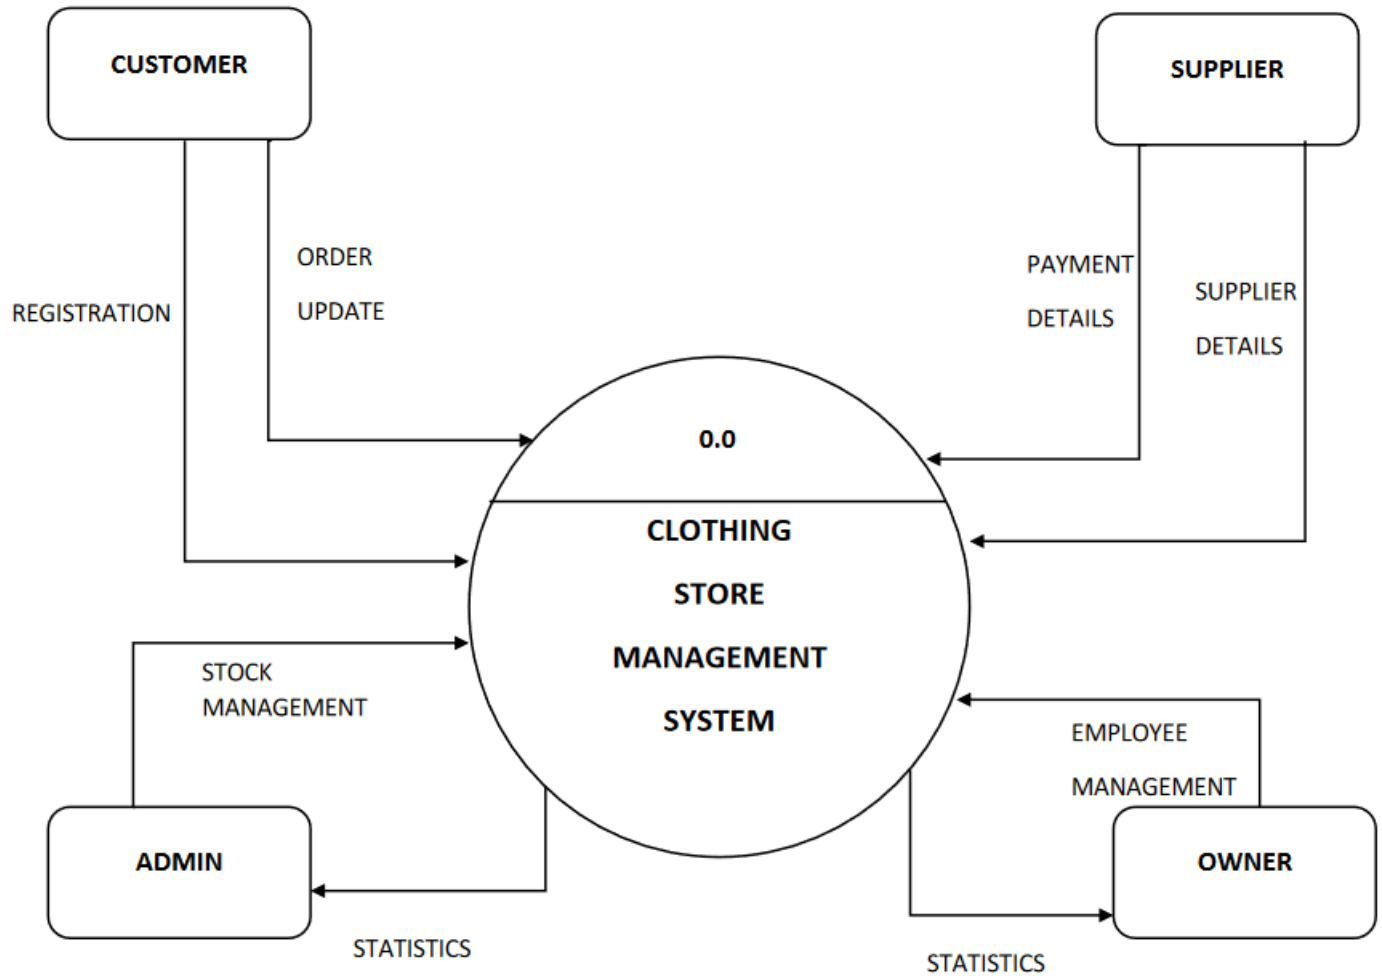 CUSTOMER
SUPPLIER
ORDER
UPDATE
REGISTRATION
PAYMENT
DETAILS
SUPPLIER
DETAILS
0.0
CLOTHING
STORE
MANAGEMENT
SYSTEM
STOCK
MANAGEMENT
EMPLOYEE
MANAGEMENT
ADMIN
OWNER
STATISTICS
STATISTICS